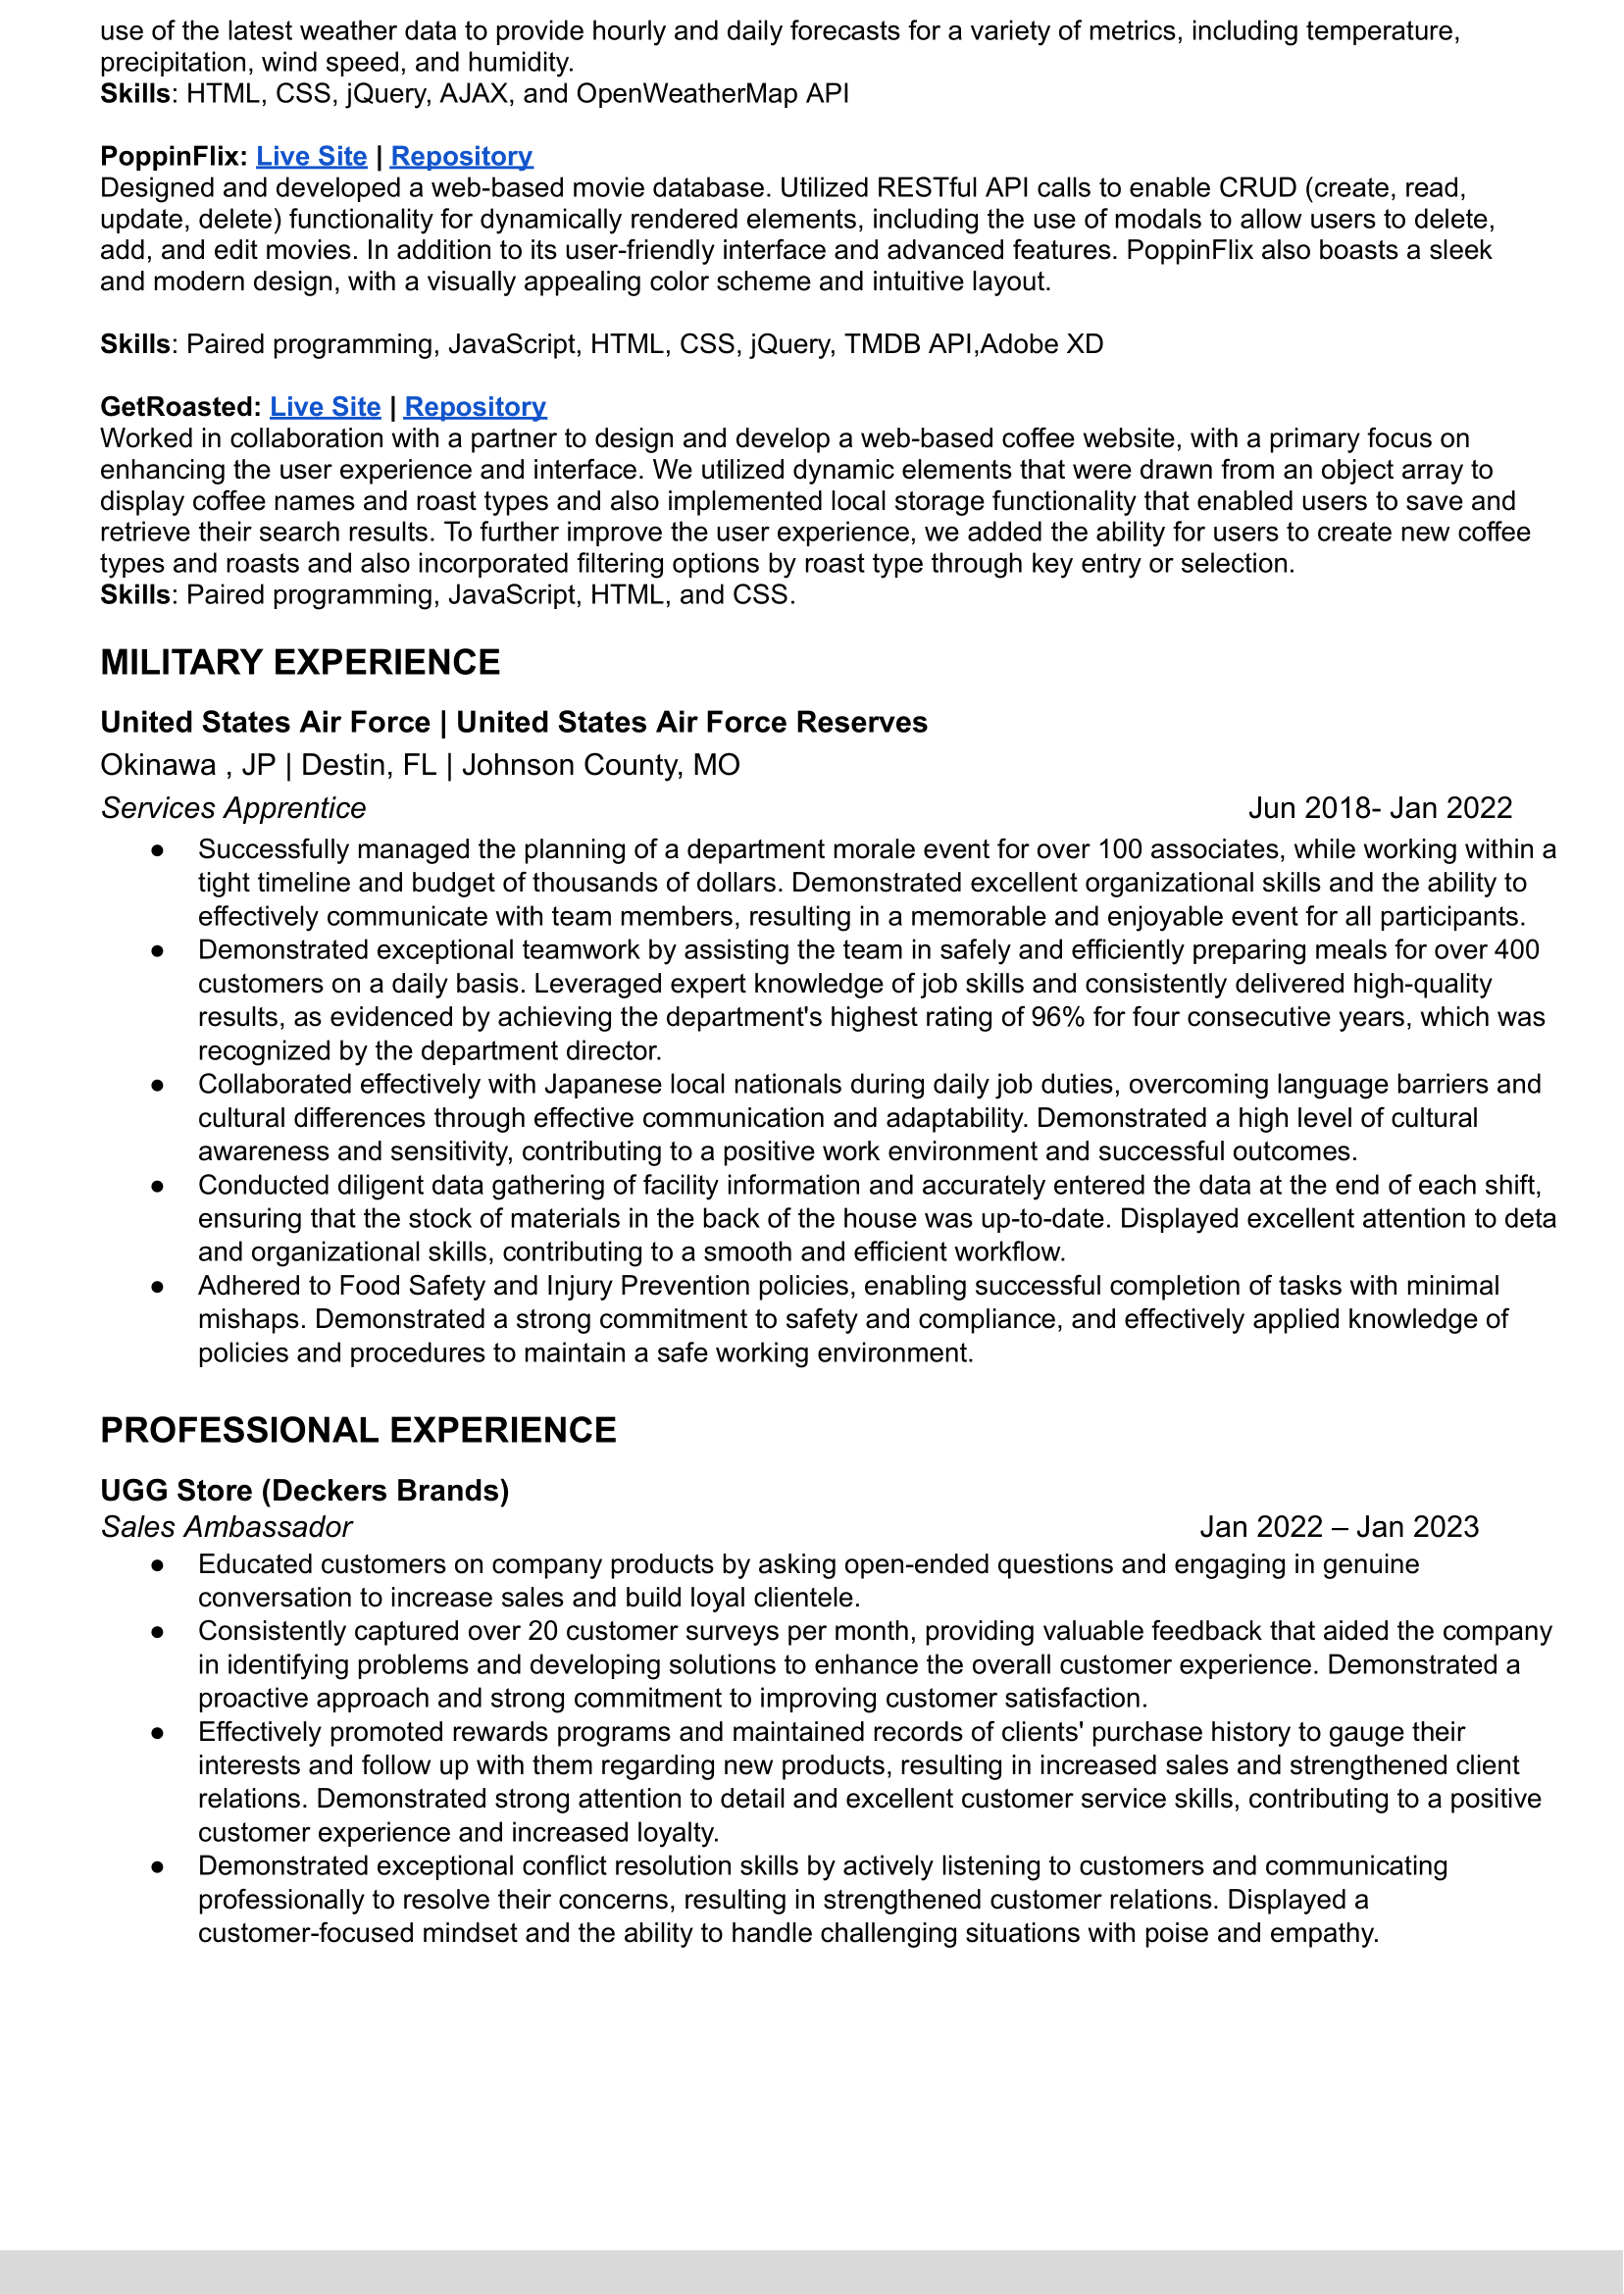 use of the latest weather data to provide hourly and daily forecasts for a variety of metrics, including temperature,
precipitation, wind speed, and humidity.
Skills: HTML, CSS, jQuery, AJAX, and OpenWeatherMap API
PoppinFlix: Live Site | Repository
Designed and developed a web-based movie database. Utilized RESTful API calls to enable CRUD (create, read,
update, delete) functionality for dynamically rendered elements, including the use of modals to allow users to delete,
add, and edit movies. In addition to its user-friendly interface and advanced features. PoppinFlix also boasts a sleek
and modern design, with a visually appealing color scheme and intuitive layout.
Skills: Paired programming, JavaScript, HTML, CSS, jQuery, TMDB API,Adobe XD
GetRoasted: Live Site | Repository
Worked in collaboration with a partner to design and develop a web-based coffee website, with a primary focus on
enhancing the user experience and interface. We utilized dynamic elements that were drawn from an object array to
display coffee names and roast types and also implemented local storage functionality that enabled users to save and
retrieve their search results. To further improve the user experience, we added the ability for users to create new coffee
types and roasts and also incorporated filtering options by roast type through key entry or selection.
Skills: Paired programming, JavaScript, HTML, and CSS.
MILITARY EXPERIENCE
United States Air Force | United States Air Force Reserves
Okinawa , JP | Destin, FL | Johnson County, MO
Services Apprentice Jun 2018- Jan 2022
● Successfully managed the planning of a department morale event for over 100 associates, while working within a
tight timeline and budget of thousands of dollars. Demonstrated excellent organizational skills and the ability to
effectively communicate with team members, resulting in a memorable and enjoyable event for all participants.
● Demonstrated exceptional teamwork by assisting the team in safely and efficiently preparing meals for over 400
customers on a daily basis. Leveraged expert knowledge of job skills and consistently delivered high-quality
results, as evidenced by achieving the department's highest rating of 96% for four consecutive years, which was
recognized by the department director.
● Collaborated effectively with Japanese local nationals during daily job duties, overcoming language barriers and
cultural differences through effective communication and adaptability. Demonstrated a high level of cultural
awareness and sensitivity, contributing to a positive work environment and successful outcomes.
● Conducted diligent data gathering of facility information and accurately entered the data at the end of each shift,
ensuring that the stock of materials in the back of the house was up-to-date. Displayed excellent attention to deta
and organizational skills, contributing to a smooth and efficient workflow.
● Adhered to Food Safety and Injury Prevention policies, enabling successful completion of tasks with minimal
mishaps. Demonstrated a strong commitment to safety and compliance, and effectively applied knowledge of
policies and procedures to maintain a safe working environment.
PROFESSIONAL EXPERIENCE
UGG Store (Deckers Brands)
Sales Ambassador Jan 2022 – Jan 2023
● Educated customers on company products by asking open-ended questions and engaging in genuine
conversation to increase sales and build loyal clientele.
● Consistently captured over 20 customer surveys per month, providing valuable feedback that aided the company
in identifying problems and developing solutions to enhance the overall customer experience. Demonstrated a
proactive approach and strong commitment to improving customer satisfaction.
● Effectively promoted rewards programs and maintained records of clients' purchase history to gauge their
interests and follow up with them regarding new products, resulting in increased sales and strengthened client
relations. Demonstrated strong attention to detail and excellent customer service skills, contributing to a positive
customer experience and increased loyalty.
● Demonstrated exceptional conflict resolution skills by actively listening to customers and communicating
professionally to resolve their concerns, resulting in strengthened customer relations. Displayed a
customer-focused mindset and the ability to handle challenging situations with poise and empathy.